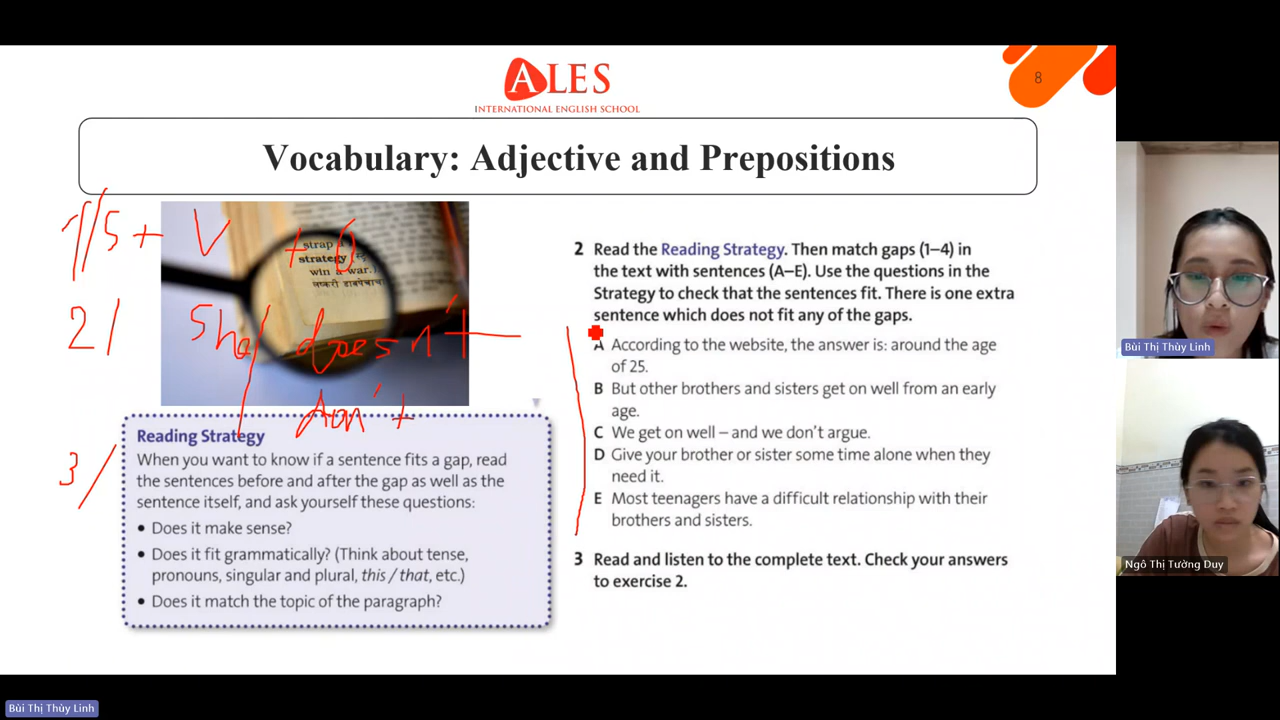 ALES
INTERNATIONAL ENGLISH SCHOOL
8
Vocabulary: Adjective and Prepositions
1/ S + V + O
2/ She/ doesn't
don't
3/
strap
strategy
win a war.)
Reading Strategy
When you want to know if a sentence fits a gap, read
the sentences before and after the gap as well as the
sentence itself, and ask yourself these questions:
• Does it make sense?
• Does it fit grammatically? (Think about tense,
pronouns, singular and plural, this / that, etc.)
• Does it match the topic of the paragraph?
2 Read the Reading Strategy. Then match gaps (1–4) in
the text with sentences (A–E). Use the questions in the
Strategy to check that the sentences fit. There is one extra
sentence which does not fit any of the gaps.
A According to the website, the answer is: around the age
of 25.
B But other brothers and sisters get on well from an early
age.
C We get on well – and we don't argue.
D Give your brother or sister some time alone when they
need it.
E Most teenagers have a difficult relationship with their
brothers and sisters.
3 Read and listen to the complete text. Check your answers
to exercise 2.
Bùi Thị Thùy Linh
Ngô Thị Tường Duy
Bùi Thị Thùy Linh